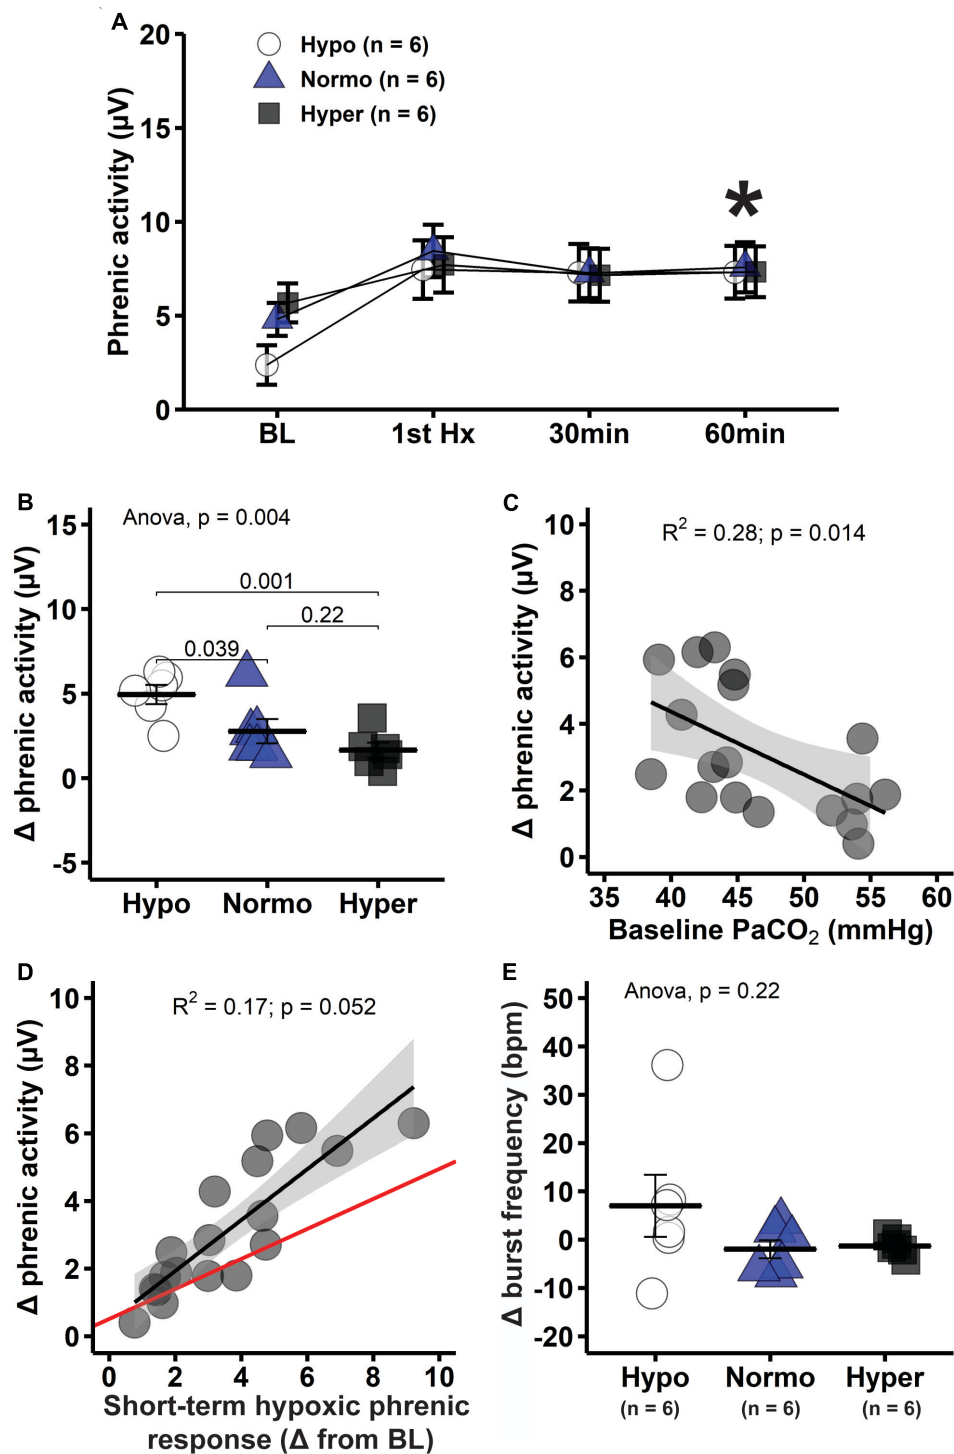 A
20
15
10
5
0
Phrenic activity (µV)
Hypo (n = 6)
Normo (n = 6)
Hyper (n = 6)
*
BL 1st Hx 30min 60min
B
Anova, p = 0.004
15
10
5
0
-5
Δ phrenic activity (µV)
0.001
0.22
0.039
Hypo Normo Hyper
C
R² = 0.28; p = 0.014
10
8
6
4
2
0
Δ phrenic activity (µV)
35 40 45 50 55 60
Baseline PaCO₂ (mmHg)
D
R² = 0.17; p = 0.052
10
8
6
4
2
0
Δ phrenic activity (µV)
0 2 4 6 8 10
Short-term hypoxic phrenic
response (Δ from BL)
E
Anova, p = 0.22
50
40
30
20
10
0
-10
-20
Δ burst frequency (bpm)
Hypo Normo Hyper
(n = 6) (n = 6) (n = 6)